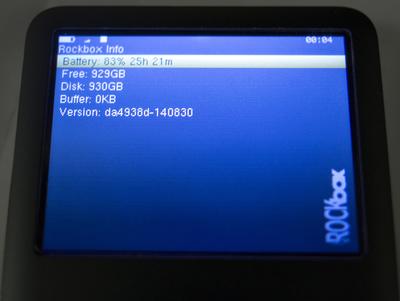 00:04
Rockbox Info
Battery: 83% 25h 21m
Free: 929GB
Disk: 930GB
Buffer: 0KB
Version: da4938d-140830
ROCKbox